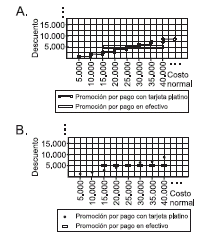 A.
Descuento
15.000
10.000
5.000
5.000
10.000
15.000
20.000
25.000
30.000
35.000
40.000
Costo
normal
Promoción por pago con tarjeta platino
Promoción por pago en efectivo
B.
Descuento
15.000
10.000
5.000
5.000
10.000
15.000
20.000
25.000
30.000
35.000
40.000
Costo
normal
Promoción por pago con tarjeta platino
Promoción por pago en efectivo